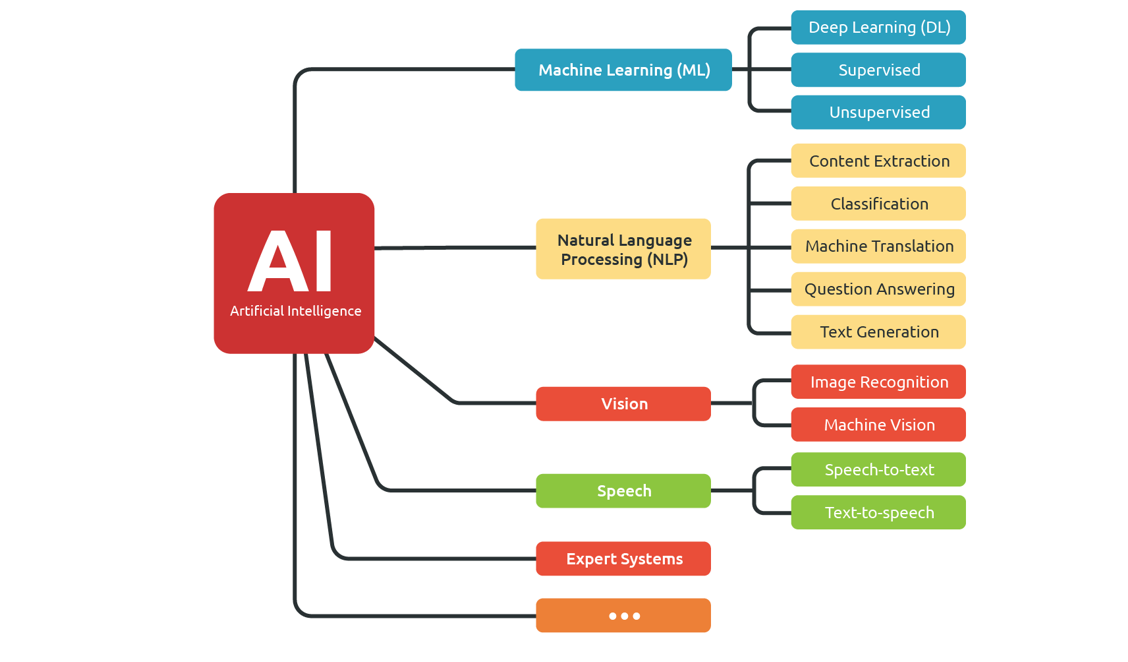 AI
Artificial Intelligence
Machine Learning (ML)
Deep Learning (DL)
Supervised
Unsupervised
Natural Language
Processing (NLP)
Content Extraction
Classification
Machine Translation
Question Answering
Text Generation
Vision
Image Recognition
Machine Vision
Speech
Speech-to-text
Text-to-speech
Expert Systems
•••